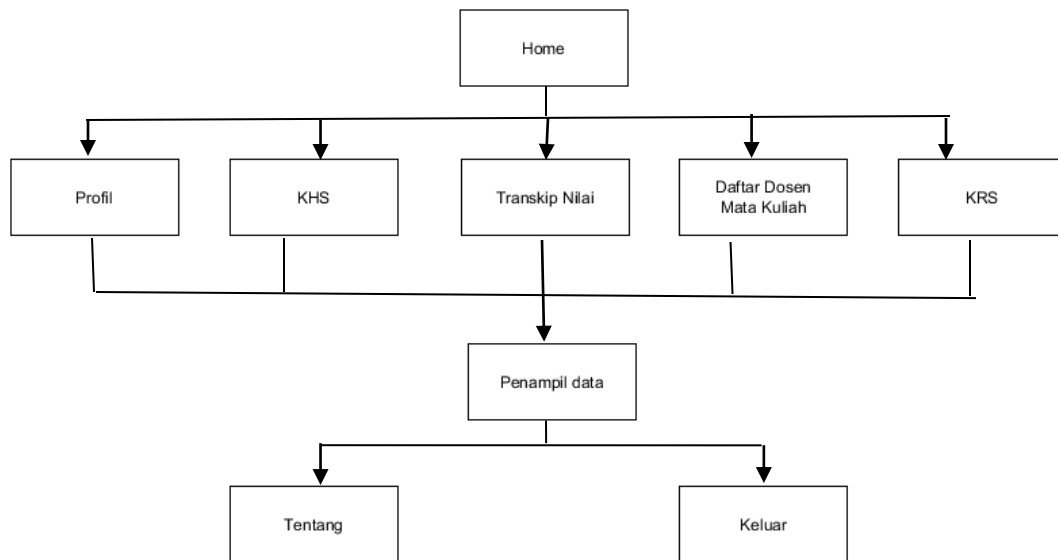 Home
Profil
KHS
Transkip Nilai
Daftar Dosen
Mata Kuliah
KRS
Penampil data
Tentang
Keluar